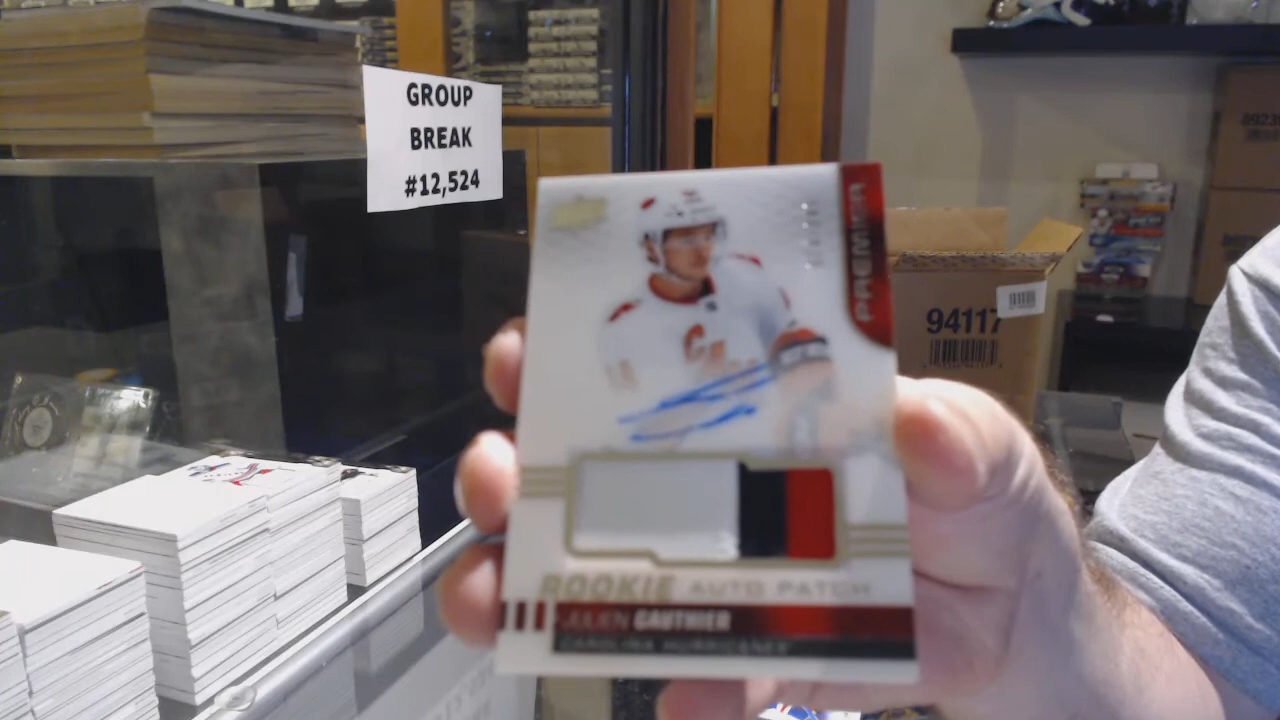 GROUP
BREAK
#12,524
PREMIER
94117
ROOKIE AUTO PATCH
JULIEN GAUTHIER
CAROLINA HURRICANES